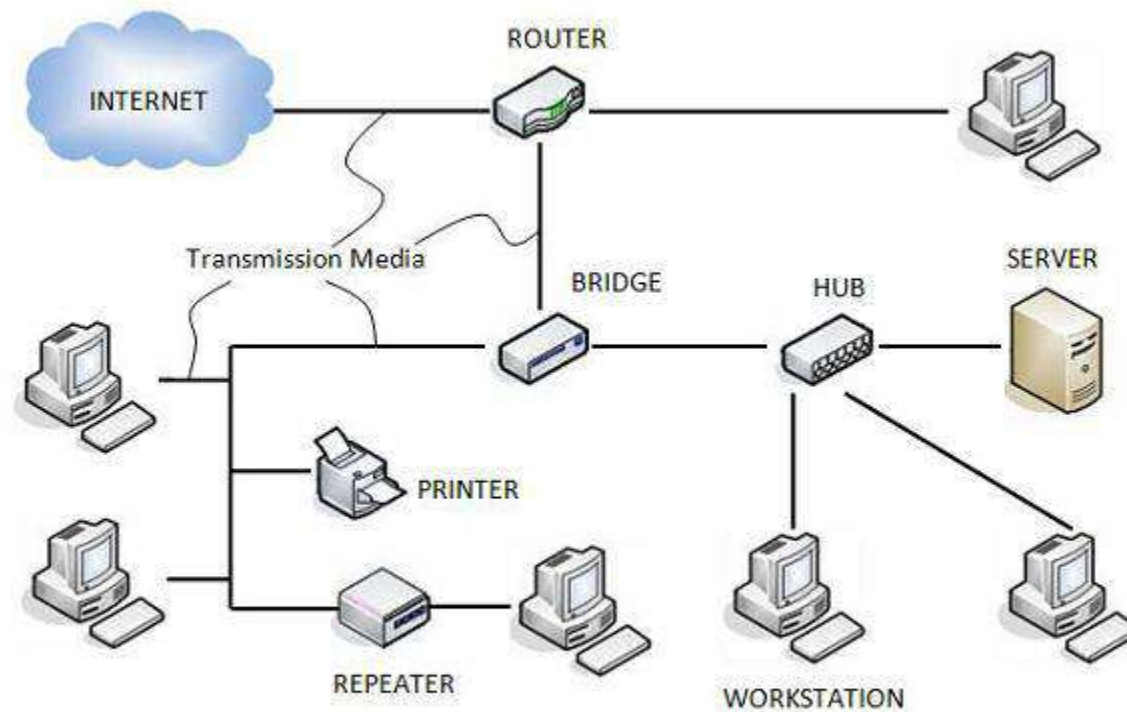 ROUTER
INTERNET
Transmission Media
BRIDGE
HUB
SERVER
PRINTER
REPEATER
WORKSTATION